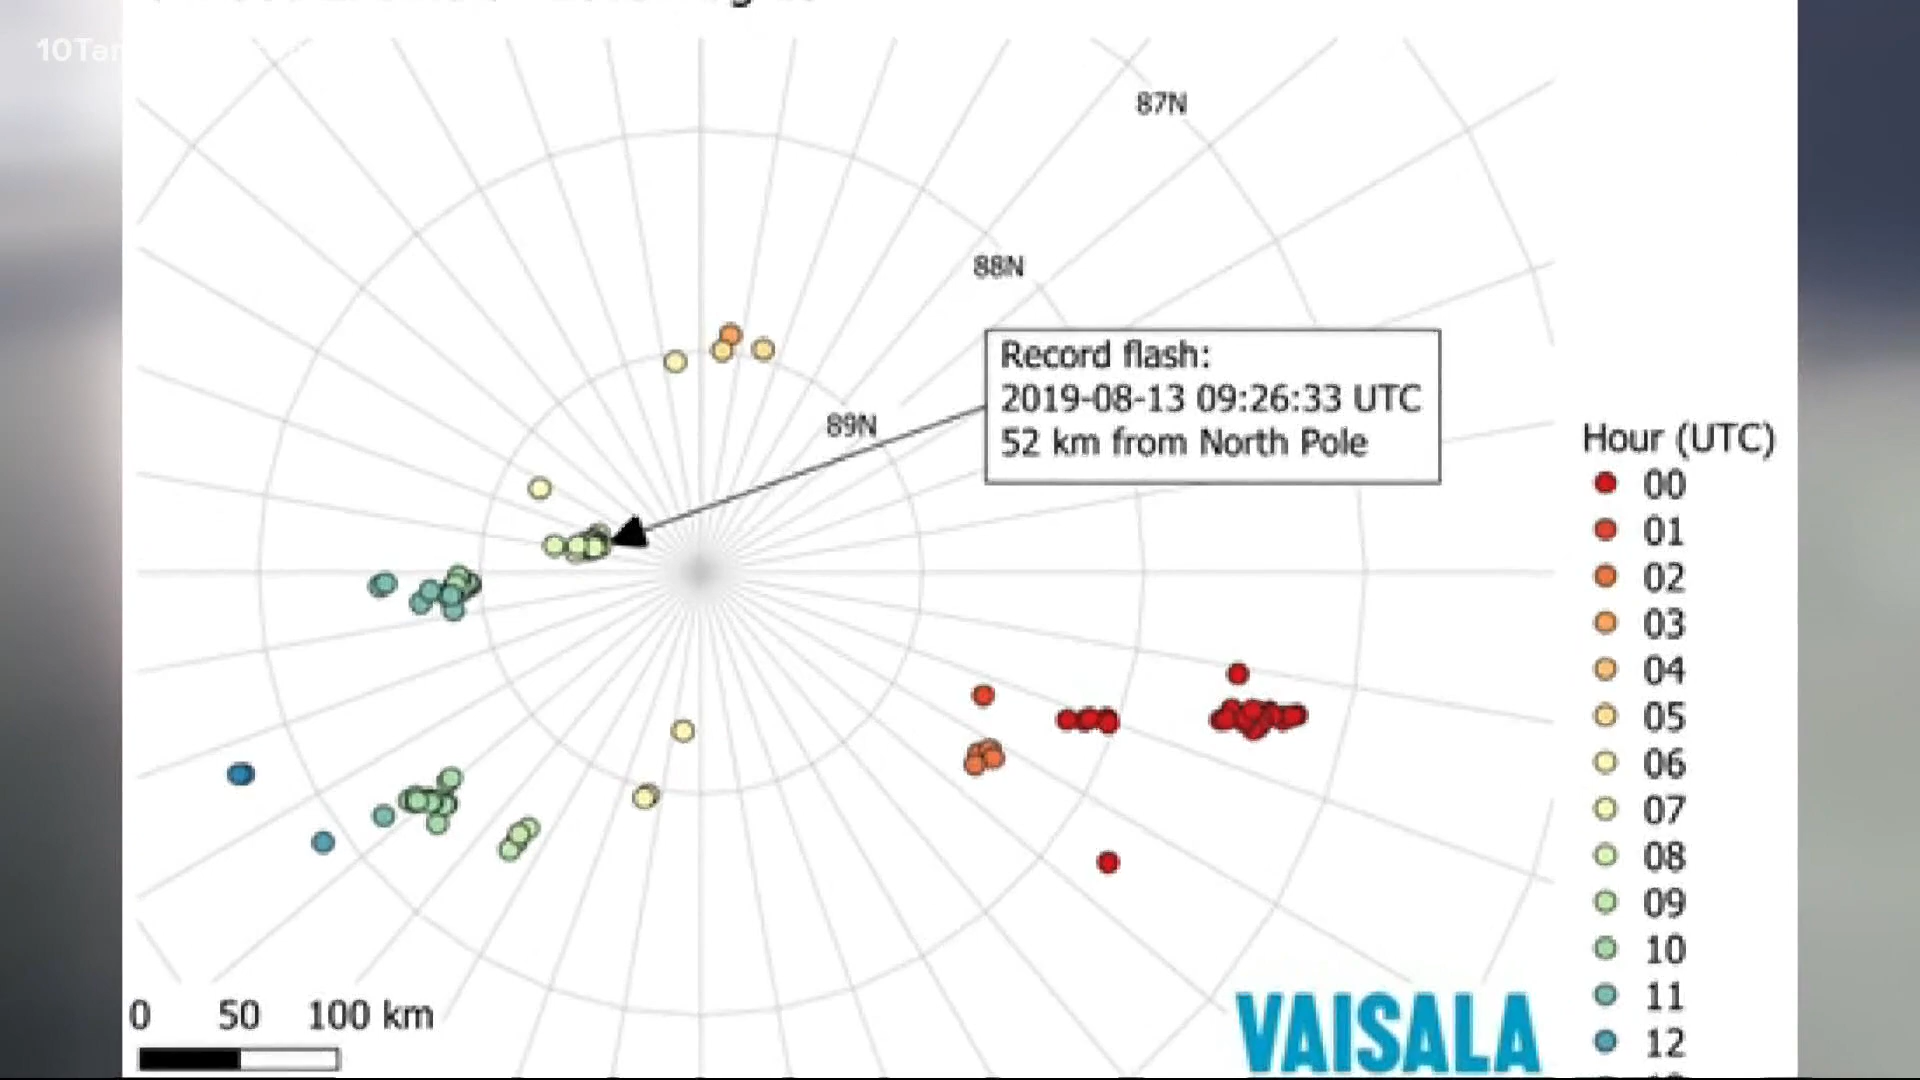 87N
88N
Record flash:
2019-08-13 09:26:33 UTC
52 km from North Pole
89N
Hour (UTC)
00
01
02
03
04
05
06
07
08
09
10
11
12
0 50 100 km
VAISALA